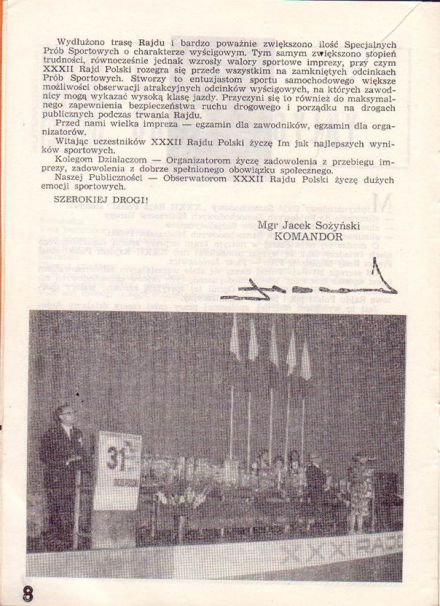 Wydłużono trasę Rajdu i bardzo poważnie zwiększono ilość Specjalnych
Prób Sportowych o charakterze wyścigowym. Tym samym zwiększono stopień
trudności, równocześnie jednak wzrosły walory sportowe imprezy, przy czym
XXXII Rajd Polski rozegra się przede wszystkim na zamkniętych odcinkach
Prób Sportowych. Stworzy to entuzjastom sportu samochodowego większe
możliwości obserwacji atrakcyjnych odcinków wyścigowych, na których zawod-
nicy mogą wykazać wysoką klasę jazdy. Przyczyni się to również do maksymal-
nego zapewnienia bezpieczeństwa ruchu drogowego i porządku na drogach
publicznych podczas trwania Rajdu.
Przed nami wielka impreza — egzamin dla zawodników, egzamin dla orga-
nizatorów.
Witając uczestników XXXII Rajdu Polski życzę Im jak najlepszych wyni-
ków sportowych.
Kolegom Działaczom — Organizatorom życzę zadowolenia z przebiegu im-
prezy, zadowolenia z dobrze spełnionego obowiązku społecznego.
Naszej Publiczności — Obserwatorom XXXII Rajdu Polski życzę dużych
emocji sportowych.
SZEROKIEJ DROGI!
Mgr Jacek Sożyński
KOMANDOR
31
XXXI RAJD
8